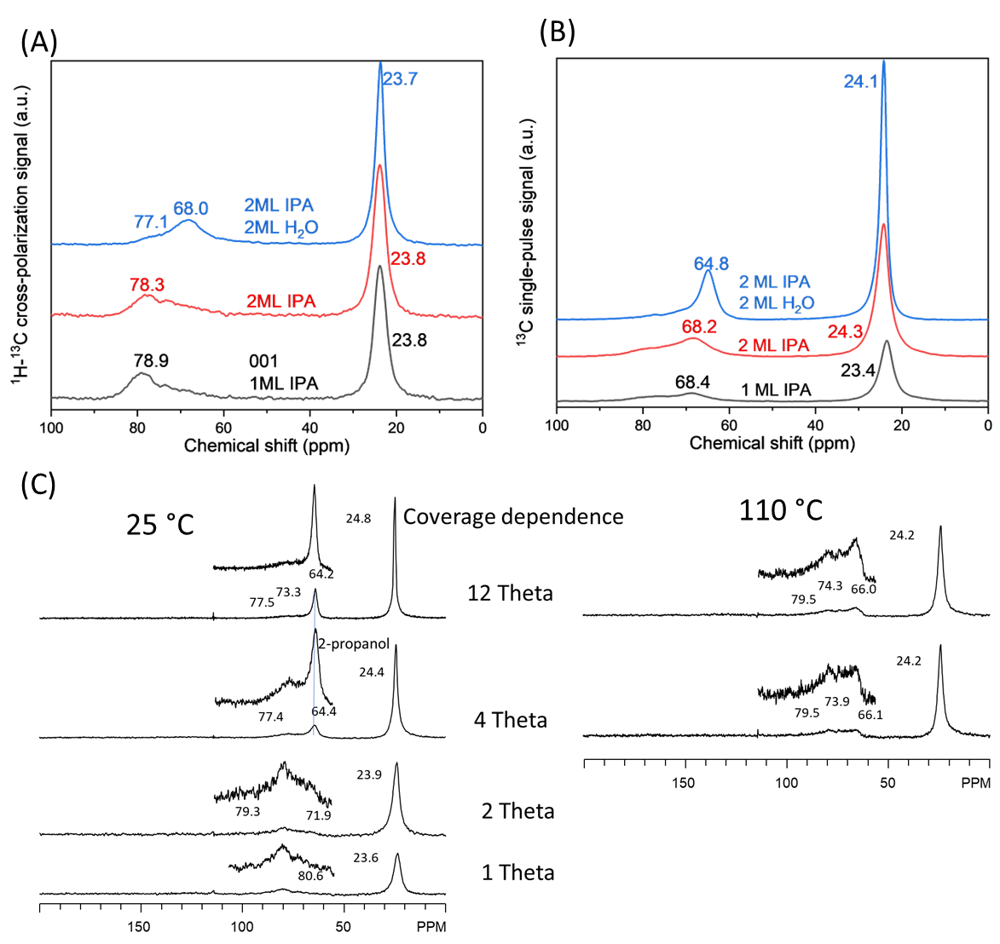 (A)
¹H-¹³C cross-polarization signal (a.u.)
23.7
77.1
68.0
2ML IPA
2ML H₂O
78.3
2ML IPA
23.8
78.9
001
1ML IPA
23.8
100 80 60 40 20 0
Chemical shift (ppm)
(B)
¹³C single-pulse signal (a.u.)
24.1
64.8
2 ML IPA
2 ML H₂O
68.2
2 ML IPA
24.3
68.4
1 ML IPA
23.4
100 80 60 40 20 0
Chemical shift (ppm)
(C)
25 °C
24.8
Coverage dependence
64.2
77.5
73.3
12 Theta
2-propanol
24.4
77.4
64.4
4 Theta
23.9
79.3
71.9
2 Theta
23.6
80.6
1 Theta
150 100 50 PPM
110 °C
24.2
79.5
74.3
66.0
24.2
79.5
73.9
66.1
150 100 50 PPM